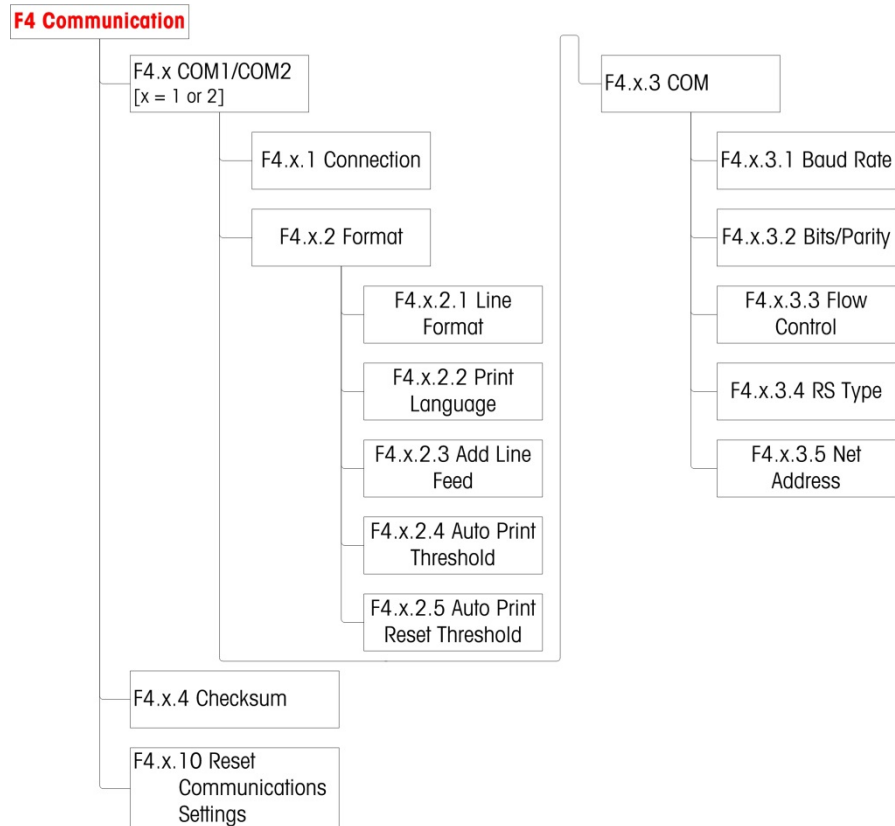 F4 Communication
F4.x COM1/COM2
[x = 1 or 2]
F4.x.1 Connection
F4.x.2 Format
F4.x.2.1 Line
Format
F4.x.2.2 Print
Language
F4.x.2.3 Add Line
Feed
F4.x.2.4 Auto Print
Threshold
F4.x.2.5 Auto Print
Reset Threshold
F4.x.3 COM
F4.x.3.1 Baud Rate
F4.x.3.2 Bits/Parity
F4.x.3.3 Flow
Control
F4.x.3.4 RS Type
F4.x.3.5 Net
Address
F4.x.4 Checksum
F4.x.10 Reset
Communications
Settings